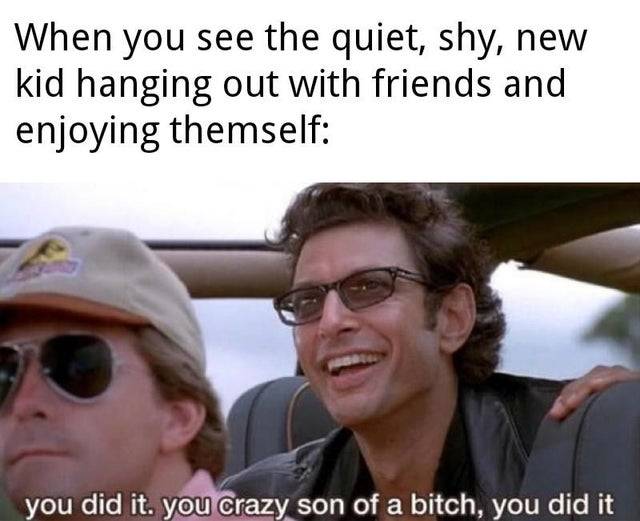 When you see the quiet, shy, new
kid hanging out with friends and
enjoying themself:
you did it. you crazy son of a bitch, you did it